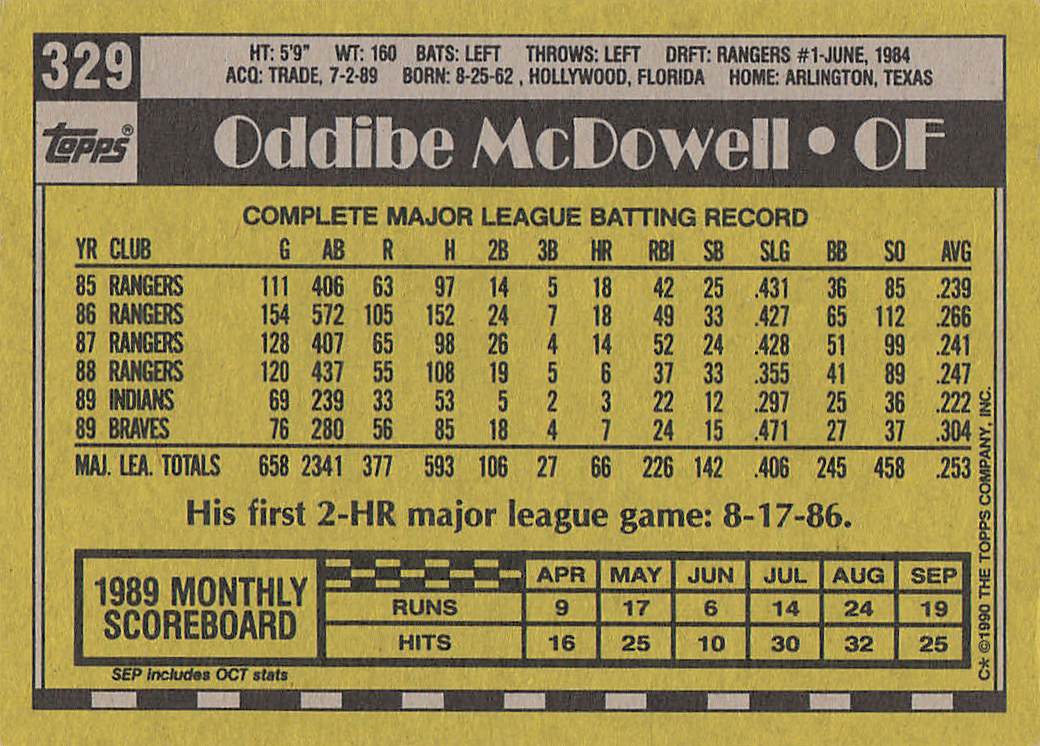 329
HT: 5'9" WT: 160 BATS: LEFT THROWS: LEFT DRFT: RANGERS #1-JUNE, 1984
ACQ: TRADE, 7-2-89 BORN: 8-25-62 , HOLLYWOOD, FLORIDA HOME: ARLINGTON, TEXAS
TOPPS®
Oddibe McDowell • OF
COMPLETE MAJOR LEAGUE BATTING RECORD
YR CLUB G AB R H 2B 3B HR RBI SB SLG BB SO AVG
85 RANGERS 111 406 63 97 14 5 18 42 25 .431 36 85 .239
86 RANGERS 154 572 105 152 24 7 18 49 33 .427 65 112 .266
87 RANGERS 128 407 65 98 26 4 14 52 24 .428 51 99 .241
88 RANGERS 120 437 55 108 19 5 6 37 33 .355 41 89 .247
89 INDIANS 69 239 33 53 5 2 3 22 12 .297 25 36 .222
89 BRAVES 76 280 56 85 18 4 7 24 15 .471 27 37 .304
MAJ. LEA. TOTALS 658 2341 377 593 106 27 66 226 142 .406 245 458 .253
His first 2-HR major league game: 8-17-86.
1989 MONTHLY
SCOREBOARD
APR MAY JUN JUL AUG SEP
RUNS 9 17 6 14 24 19
HITS 16 25 10 30 32 25
SEP includes OCT stats
C* ©1990 THE TOPPS COMPANY, INC.